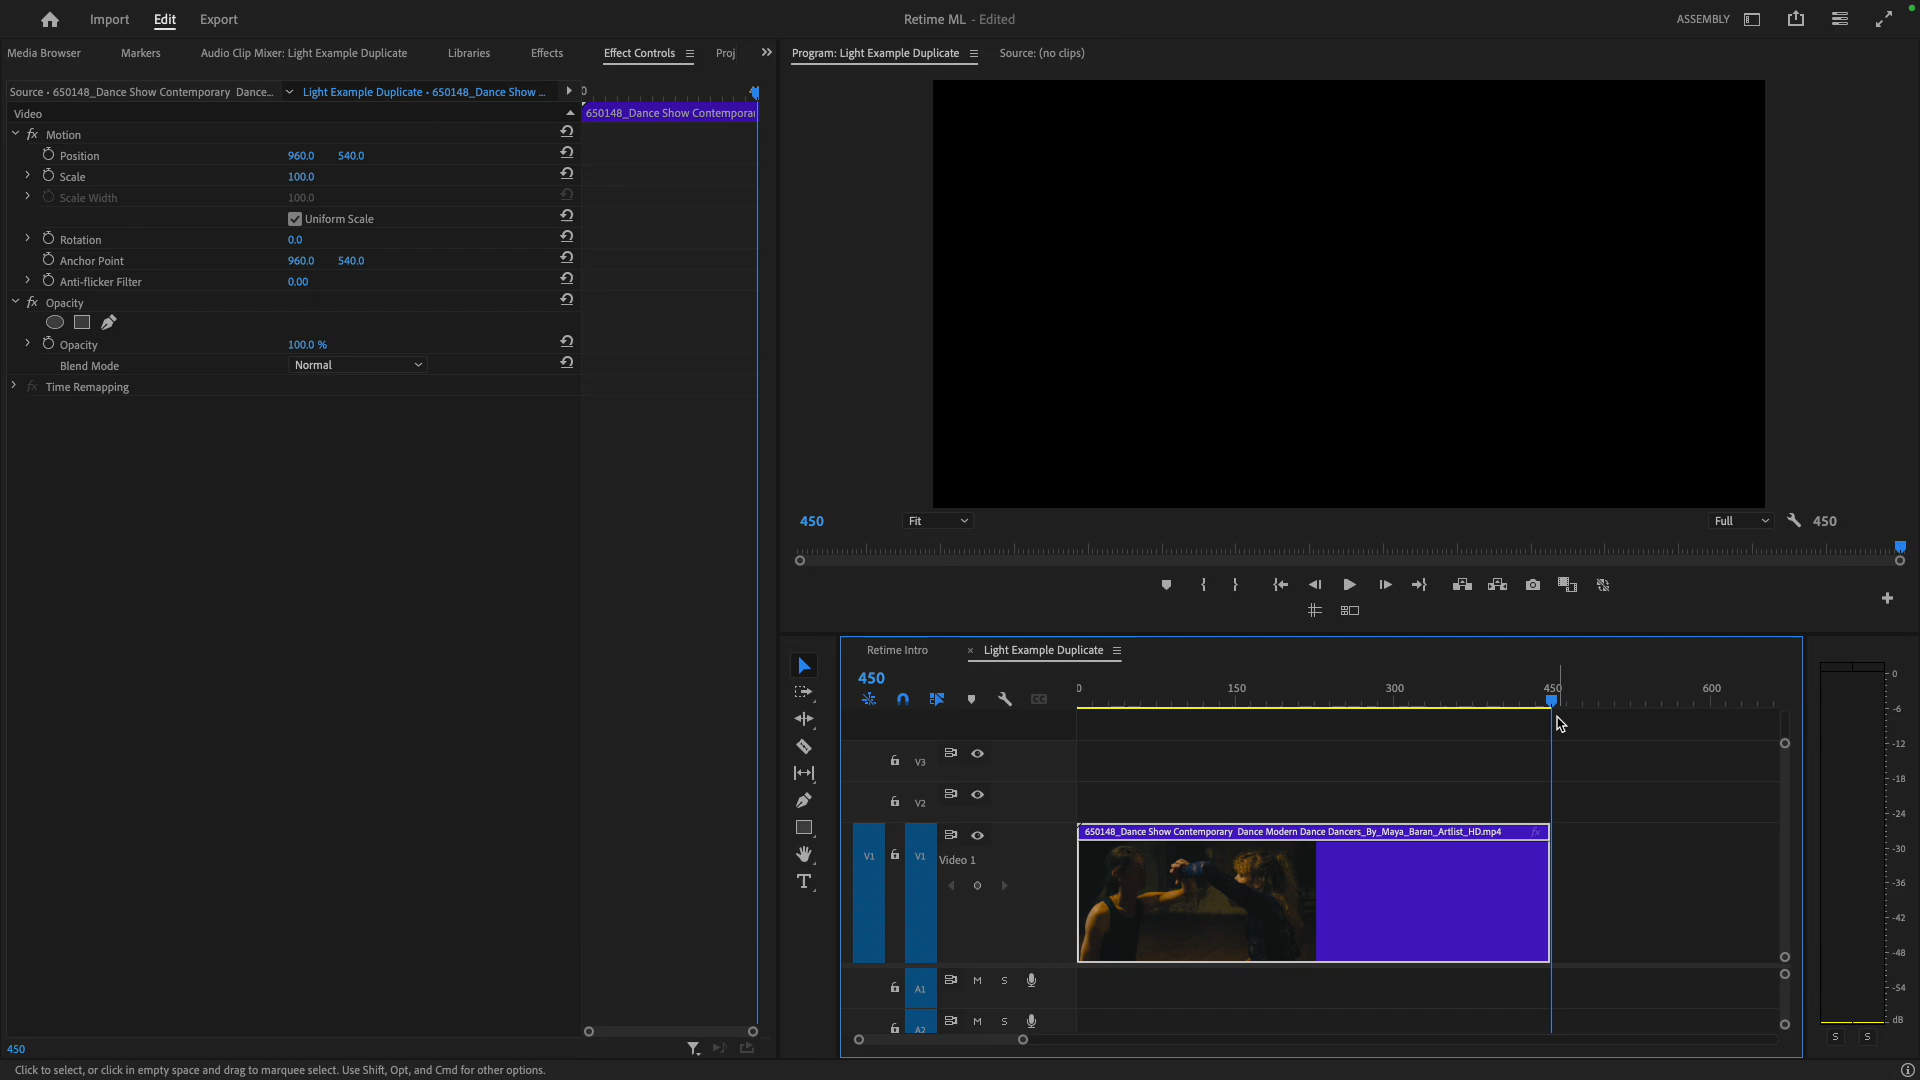 Import Edit Export
Retime ML - Edited
ASSEMBLY
Media Browser Markers Audio Clip Mixer: Light Example Duplicate Libraries Effects Effect Controls Proj
Source • 650148_Dance Show Contemporary Dance... Light Example Duplicate • 650148_Dance Show ...
0
Video
650148_Dance Show Contemporar
fx Motion
Position 960.0 540.0
Scale 100.0
Scale Width 100.0
Uniform Scale
Rotation 0.0
Anchor Point 960.0 540.0
Anti-flicker Filter 0.00
fx Opacity
Opacity 100.0 %
Blend Mode Normal
fx Time Remapping
450
Program: Light Example Duplicate Source: (no clips)
450 Fit Full 450
Retime Intro × Light Example Duplicate
450
0 150 300 450 600
CC
V3
V2
V1 V1 Video 1
650148_Dance Show Contemporary Dance Modern Dance Dancers_By_Maya_Baran_Artlist_HD.mp4 fx
A1 M S
A2 M S
0
-6
-12
-18
-24
-30
-36
-42
-48
-54
dB
S S
Click to select, or click in empty space and drag to marquee select. Use Shift, Opt, and Cmd for other options.